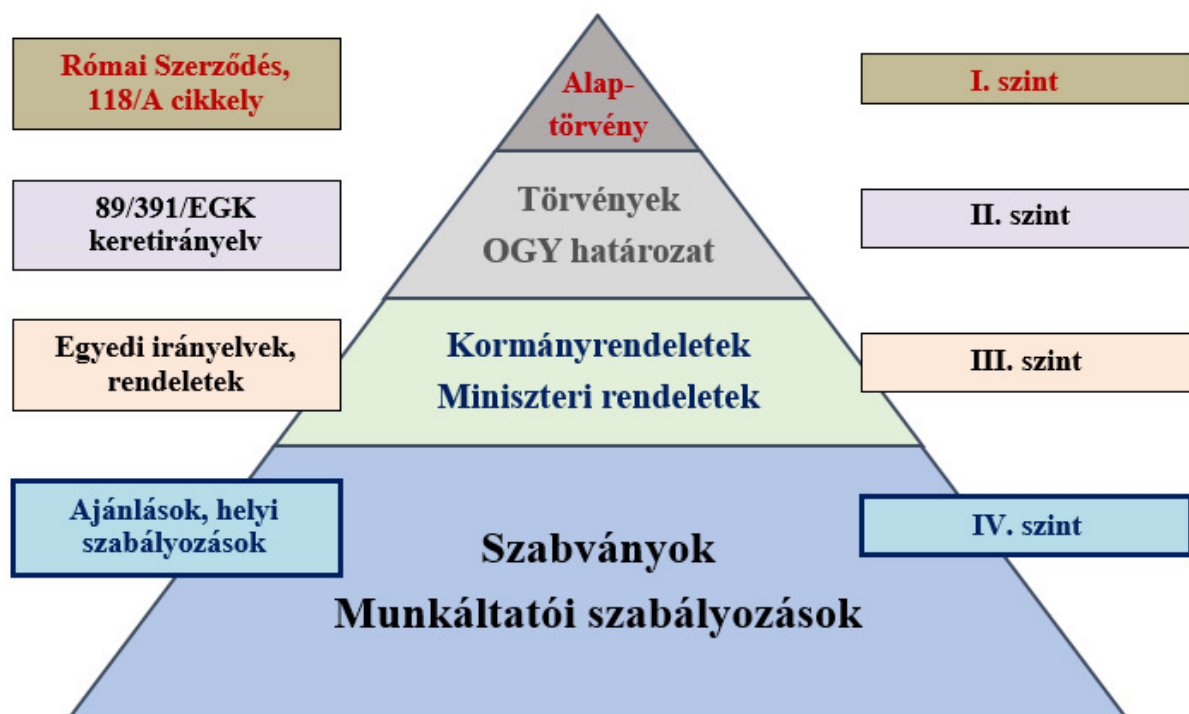 Római Szerződés,
118/A cikkely
Alap-
törvény
I. szint
89/391/EGK
keretirányelv
Törvények
OGY határozat
II. szint
Egyedi irányelvek,
rendeletek
Kormányrendeletek
Miniszteri rendeletek
III. szint
Ajánlások, helyi
szabályozások
Szabványok
Munkáltatói szabályozások
IV. szint